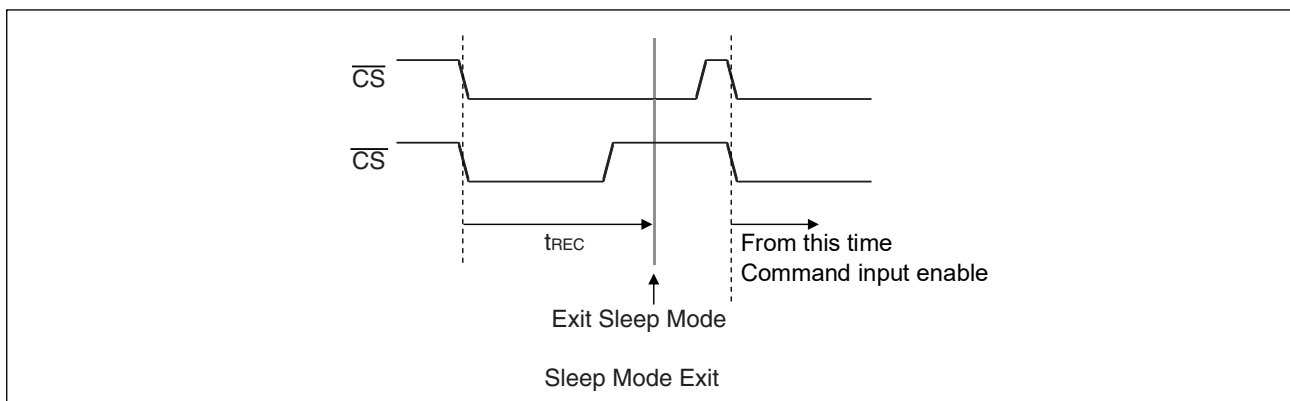 CS
CS
tREC
From this time
Command input enable
Exit Sleep Mode
Sleep Mode Exit